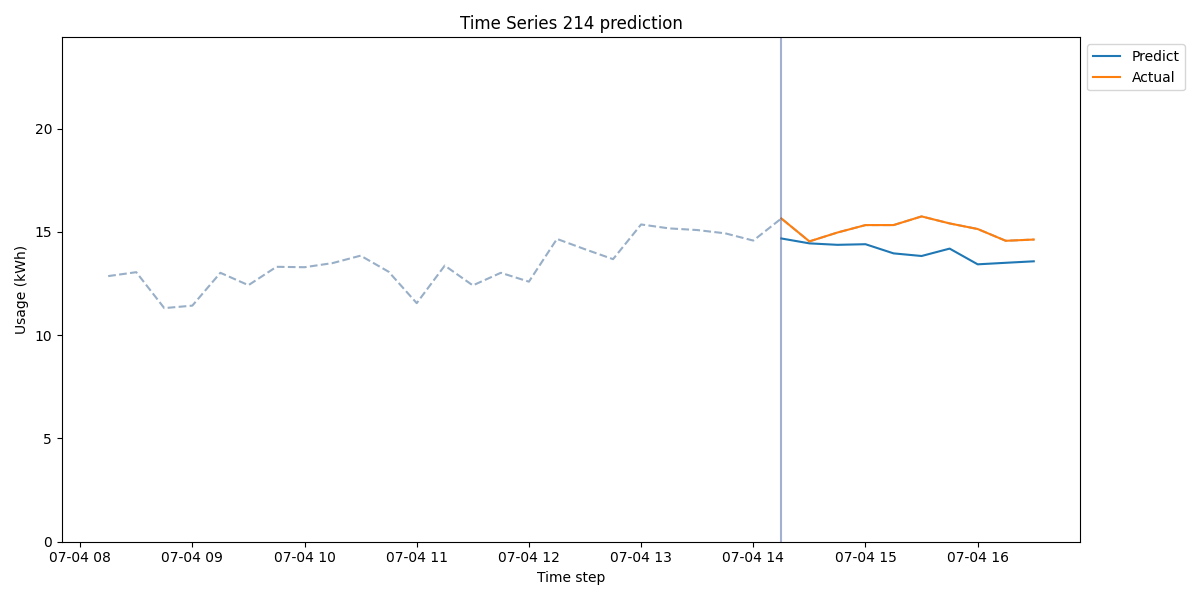 Time Series 214 prediction
Predict
Actual
Usage (kWh)
20
15
10
5
0
07-04 08 07-04 09 07-04 10 07-04 11 07-04 12 07-04 13 07-04 14 07-04 15 07-04 16
Time step